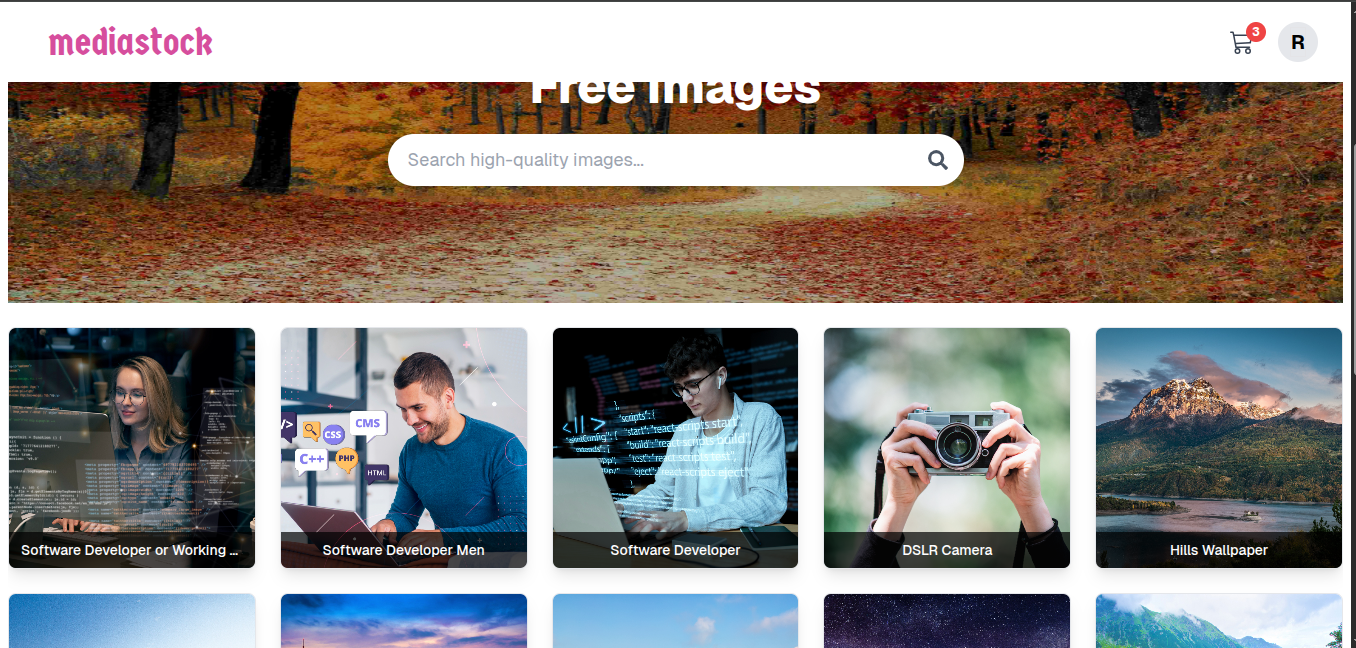 mediastock
3
R
Free Images
Search high-quality images...
</>
CMS
CSS
C++
PHP
HTML
"scripts": {
"start": "react-scripts start"
"build": "react-scripts build"
"test": "react-scripts test",
"eject": "react-scripts eject"
Software Developer or Working ...
Software Developer Men
Software Developer
DSLR Camera
Hills Wallpaper